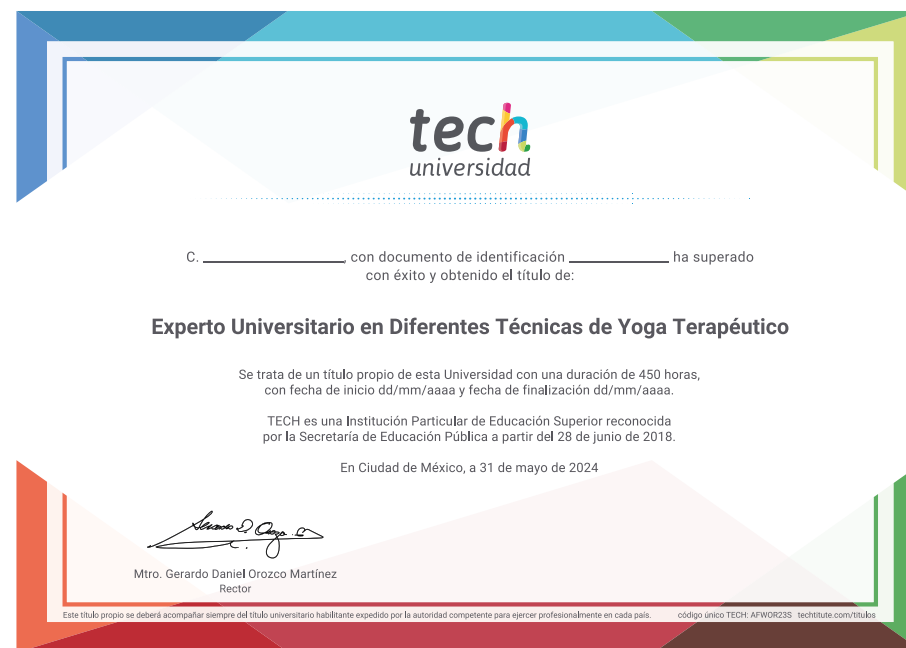 tech
universidad
C. ____________, con documento de identificación ____________ ha superado
con éxito y obtenido el título de:
Experto Universitario en Diferentes Técnicas de Yoga Terapéutico
Se trata de un título propio de esta Universidad con una duración de 450 horas,
con fecha de inicio dd/mm/aaaa y fecha de finalización dd/mm/aaaa.
TECH es una Institución Particular de Educación Superior reconocida
por la Secretaría de Educación Pública a partir del 28 de junio de 2018.
En Ciudad de México, a 31 de mayo de 2024
Mtro. Gerardo Daniel Orozco Martínez
Rector
Este título propio se deberá acompañar siempre del título universitario habilitante expedido por la autoridad competente para ejercer profesionalmente en cada país. código único TECH: AFWOR23S techtitute.com/titulos